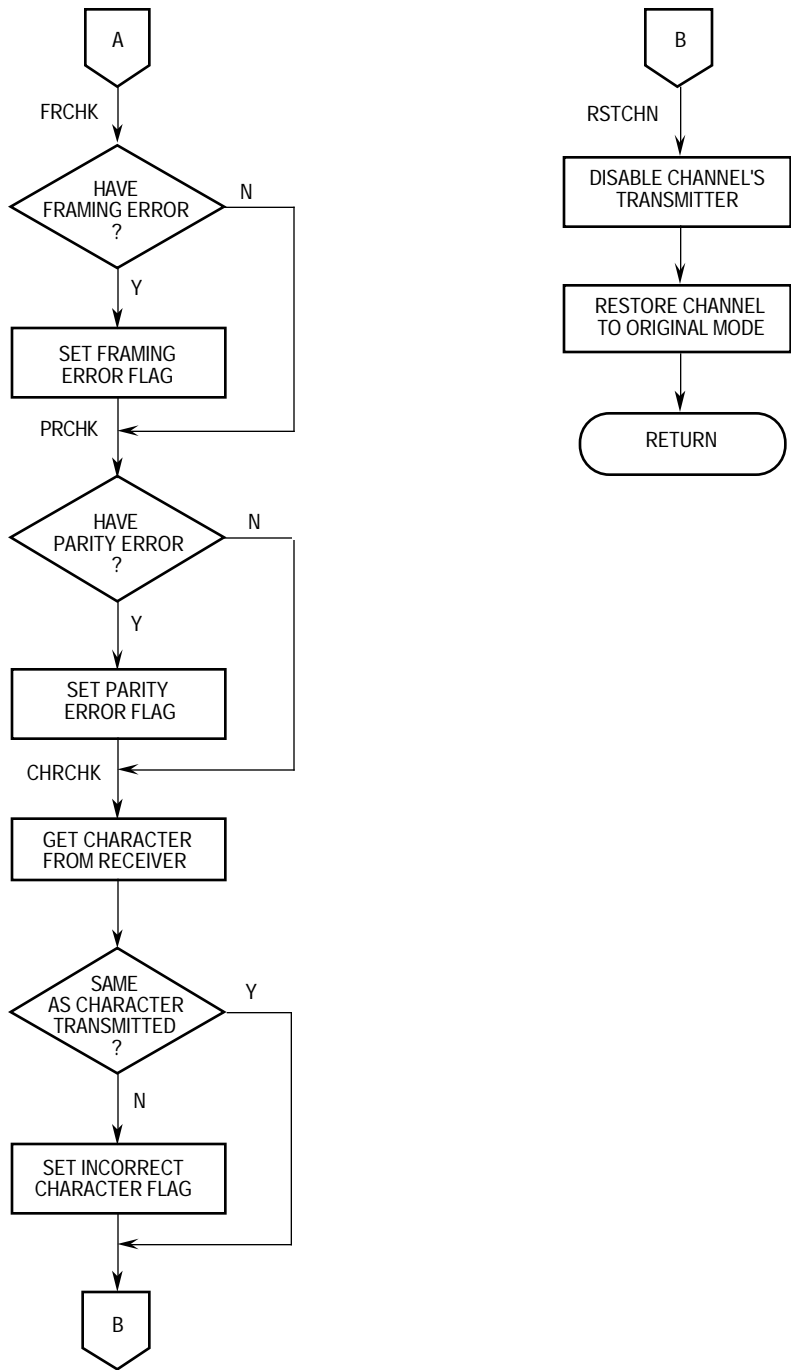 A
FRCHK
HAVE
FRAMING ERROR
?
N
Y
SET FRAMING
ERROR FLAG
PRCHK
HAVE
PARITY ERROR
?
N
Y
SET PARITY
ERROR FLAG
CHRCHK
GET CHARACTER
FROM RECEIVER
SAME
AS CHARACTER
TRANSMITTED
?
Y
N
SET INCORRECT
CHARACTER FLAG
B
B
RSTCHN
DISABLE CHANNEL'S
TRANSMITTER
RESTORE CHANNEL
TO ORIGINAL MODE
RETURN